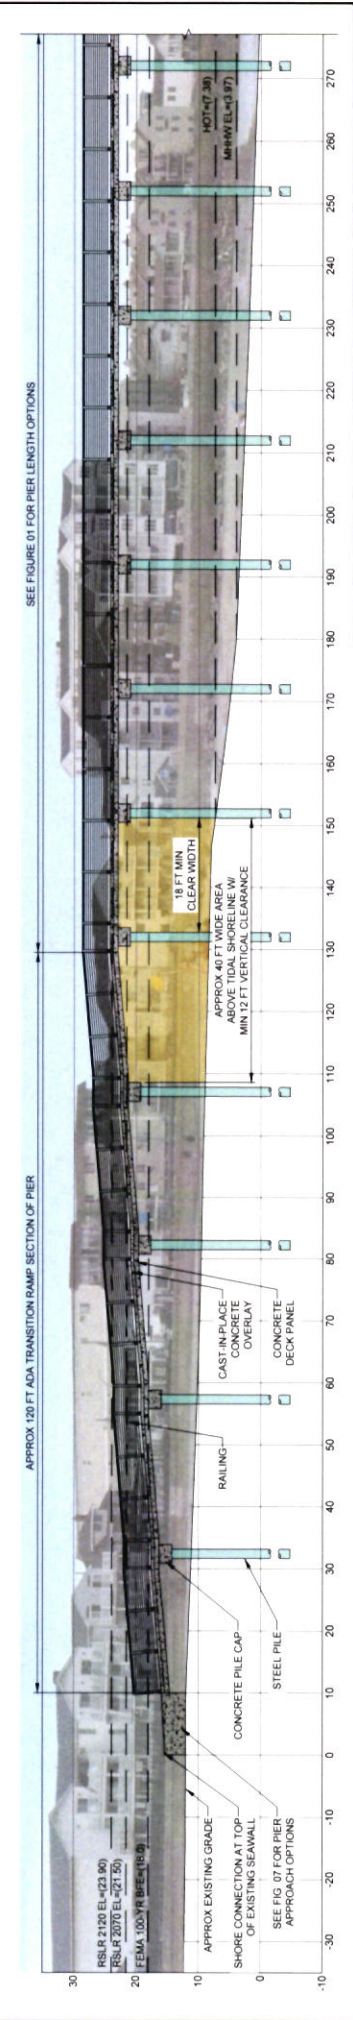 SEE FIGURE 01 FOR PIER LENGTH OPTIONS
APPROX 120 FT ADA TRANSITION RAMP SECTION OF PIER
RSLR 2120 EL=(23.90)
RSLR 2070 EL=(21.50)
FEMA 100-YR BFE=(18.0)
HOT=(7.38)
MHHW EL=(3.97)
18 FT MIN
CLEAR WIDTH
APPROX 40 FT WIDE AREA
ABOVE TIDAL SHORELINE W/
MIN 12 FT VERTICAL CLEARANCE
CAST-IN-PLACE
CONCRETE
OVERLAY
CONCRETE
DECK PANEL
RAILING
CONCRETE PILE CAP
STEEL PILE
APPROX EXISTING GRADE
SHORE CONNECTION AT TOP
OF EXISTING SEAWALL
SEE FIG 07 FOR PIER
APPROACH OPTIONS
30
20
10
0
-10
-30 -20 -10 0 10 20 30 40 50 60 70 80 90 100 110 120 130 140 150 160 170 180 190 200 210 220 230 240 250 260 270